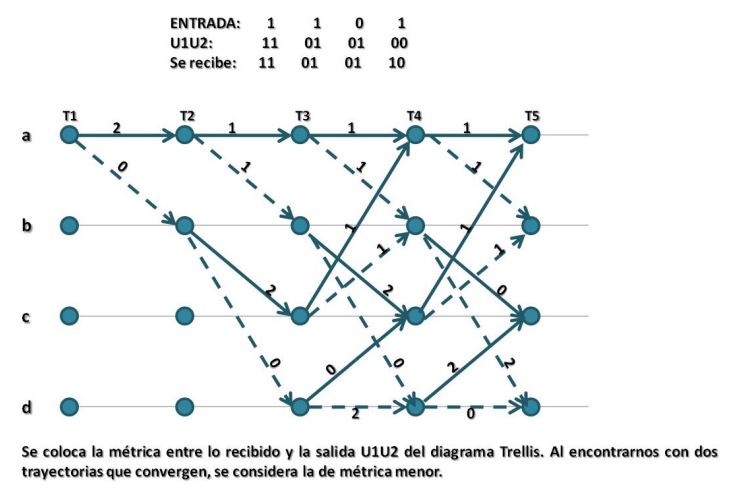 ENTRADA: 1 1 0 1
U1U2: 11 01 01 00
Se recibe: 11 01 01 10
T1 T2 T3 T4 T5
a 2 1 1 1
0 1 1 1
b
1 1
1 1
2 2 0
c
0 0 2
0 2
d 2 0
Se coloca la métrica entre lo recibido y la salida U1U2 del diagrama Trellis. Al encontrarnos con dos
trayectorias que convergen, se considera la de métrica menor.